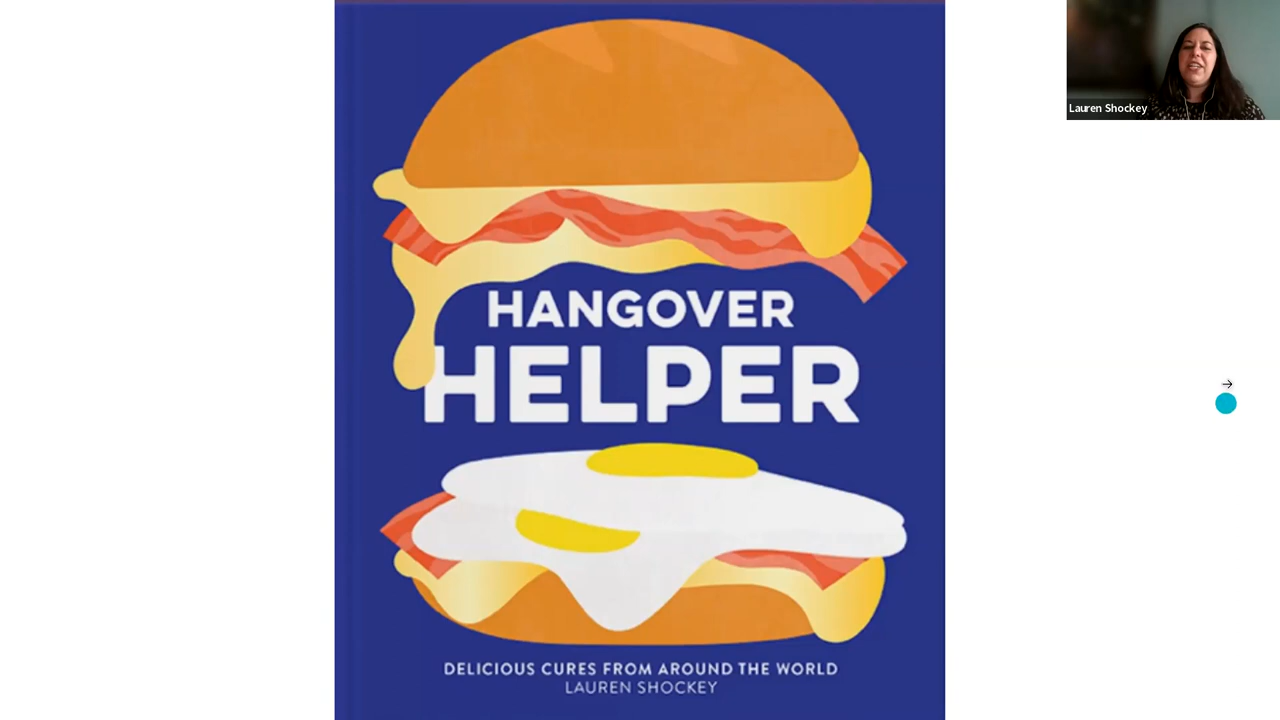 Lauren Shockey
HANGOVER
HELPER
DELICIOUS CURES FROM AROUND THE WORLD
LAUREN SHOCKEY